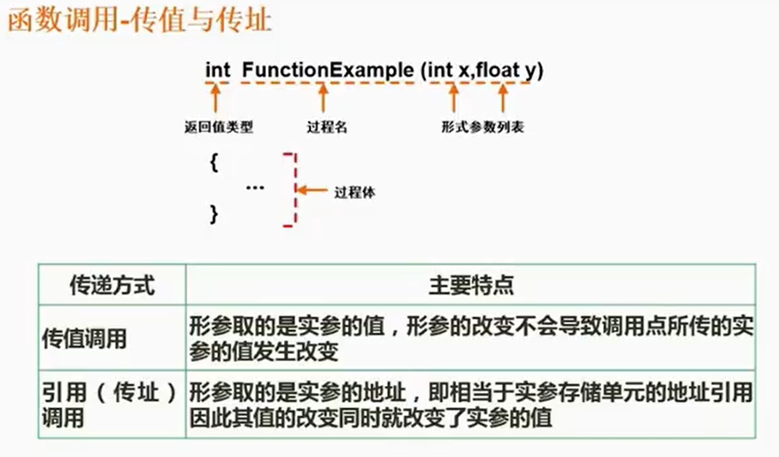 函数调用-传值与传址
int FunctionExample (int x,float y)
返回值类型 过程名 形式参数列表
{
...
过程体
}
传递方式 主要特点
传值调用 形参取的是实参的值，形参的改变不会导致调用点所传的实
参的值发生改变
引用（传址） 形参取的是实参的地址，即相当于实参存储单元的地址引用
调用 因此其值的改变同时就改变了实参的值